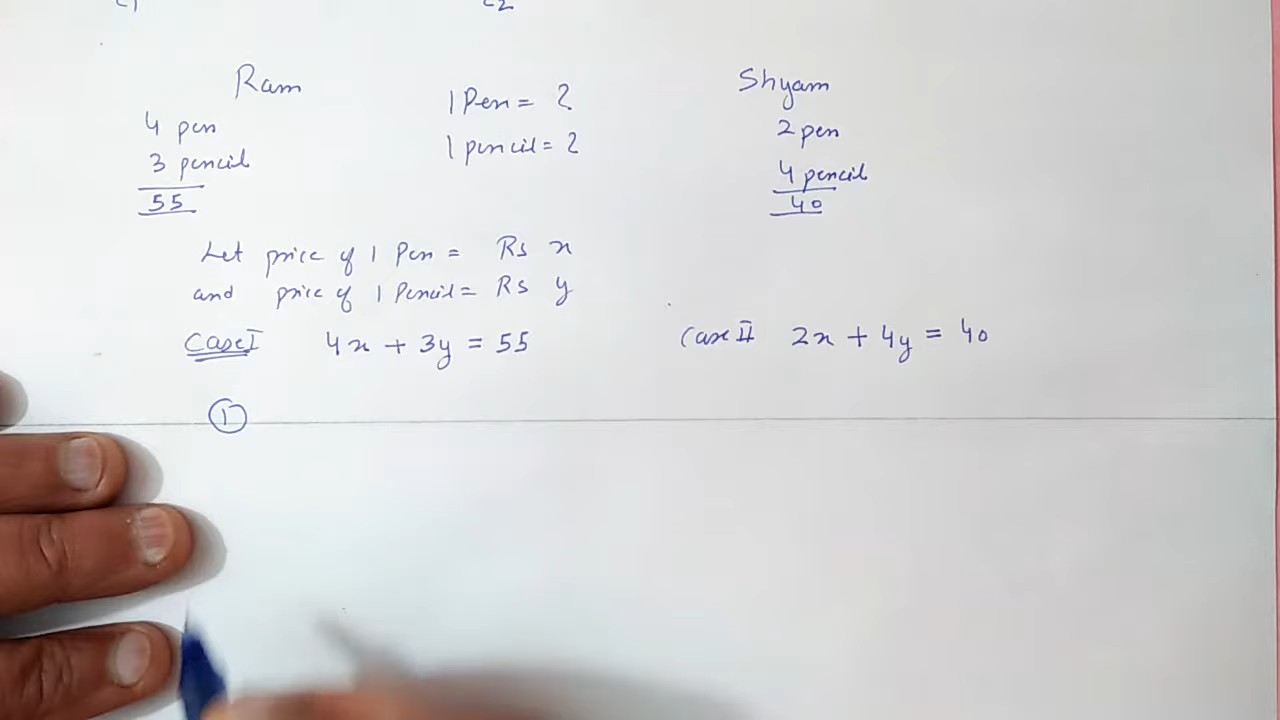 C1 C2
Ram
4 pen
3 pencil
55
1 Pen = ?
1 pencil = ?
Shyam
2 pen
4 pencil
40
Let price of 1 Pen = Rs x
and price of 1 Pencil = Rs y
Case I 4x + 3y = 55
Case II 2x + 4y = 40
1